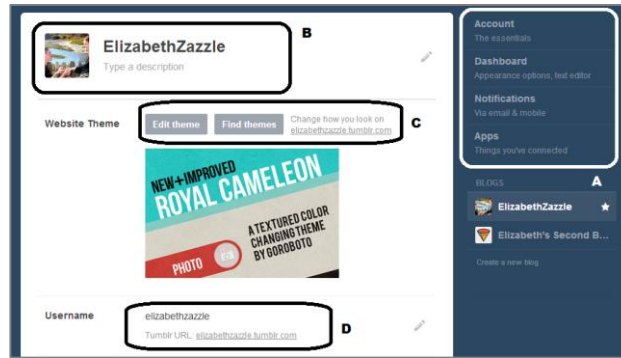 ElizabethZazzle
Type a description
B
Website Theme
Edit theme
Find themes
Change how you look on
elizabethzazzle.tumblr.com
C
NEW+IMPROVED
ROYAL CAMELEON
A TEXTURED COLOR
CHANGING THEME
BY GOROBOTO
PHOTO
Username
elizabethzazzle
Tumblr URL: elizabethzazzle.tumblr.com
D
Account
The essentials
Dashboard
Appearance options, text editor
Notifications
Via email & mobile
Apps
Things you've connected
BLOGS
A
ElizabethZazzle
Elizabeth's Second B...
Create a new blog